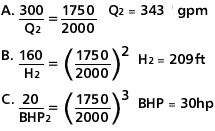 A. 300/Q2 = 1750/2000 Q2 = 343 gpm
B. 160/H2 = (1750/2000)^2 H2 = 209ft
C. 20/BHP2 = (1750/2000)^3 BHP = 30hp